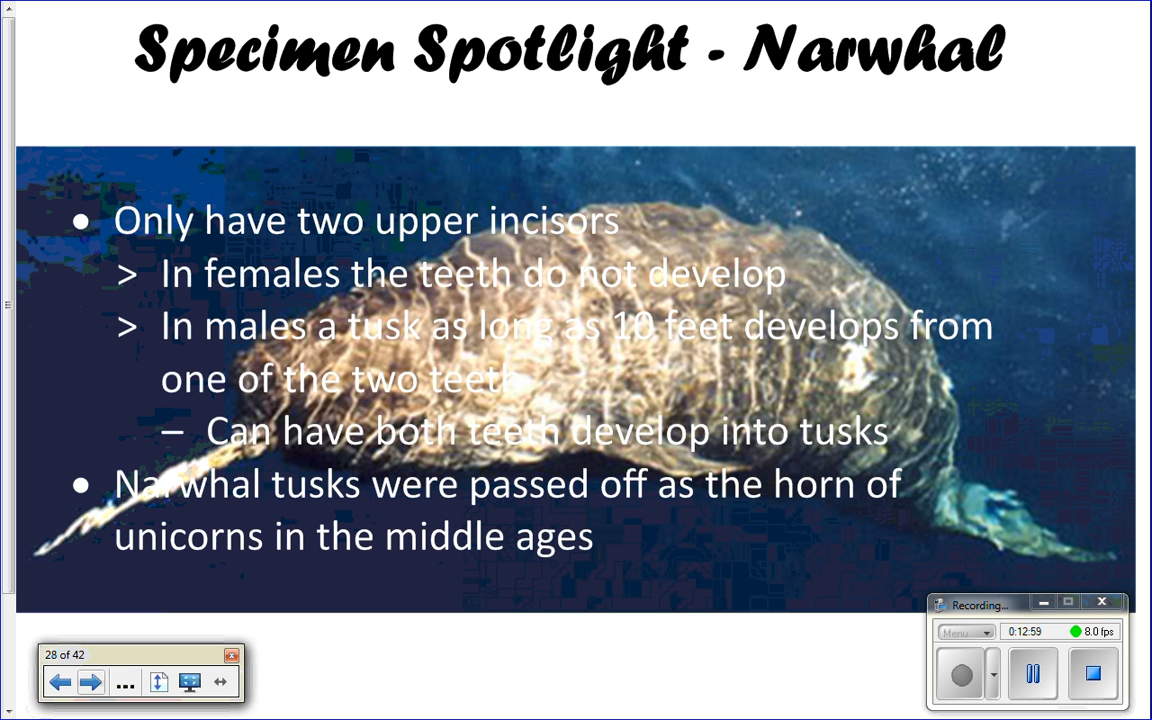 Specimen Spotlight - Narwhal
• Only have two upper incisors
> In females the teeth do not develop
> In males a tusk as long as 10 feet develops from
one of the two teeth
– Can have both teeth develop into tusks
• Narwhal tusks were passed off as the horn of
unicorns in the middle ages
Recording...
Menu 0:12:59 8.0 fps
28 of 42